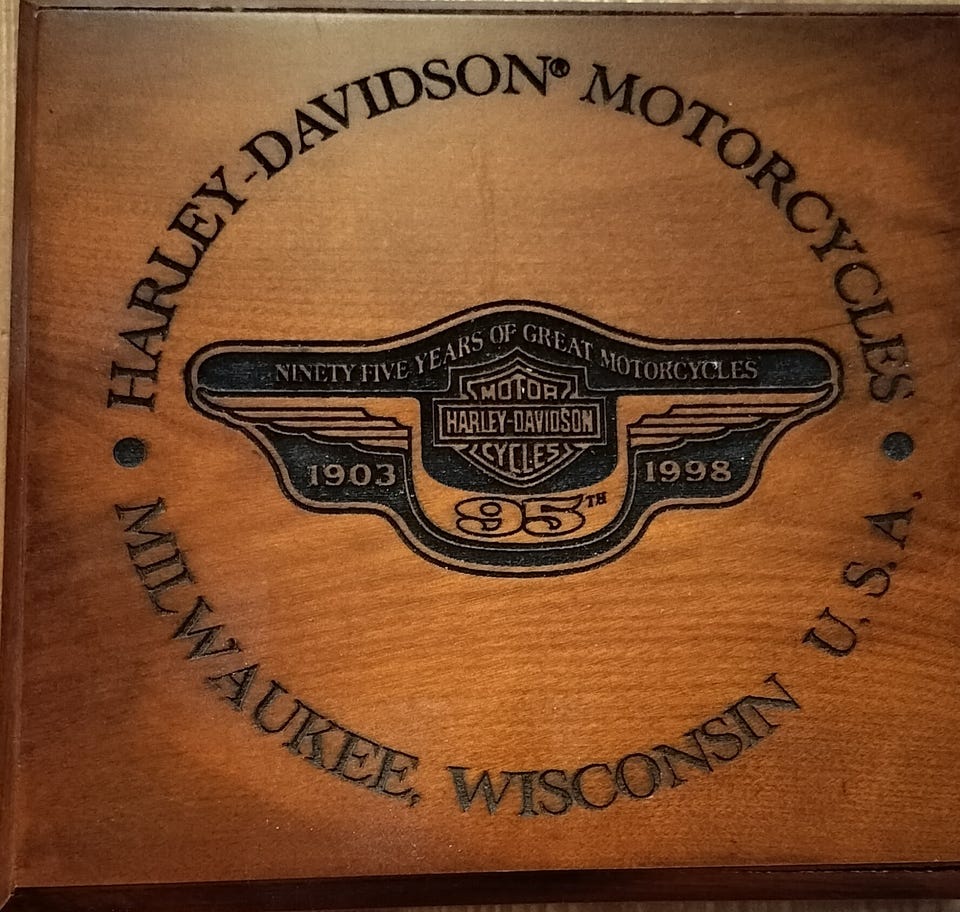 HARLEY-DAVIDSON® MOTORCYCLES
NINETY FIVE YEARS OF GREAT MOTORCYCLES
MOTOR
HARLEY-DAVIDSON
CYCLES
1903
1998
95TH
MILWAUKEE, WISCONSIN U.S.A.